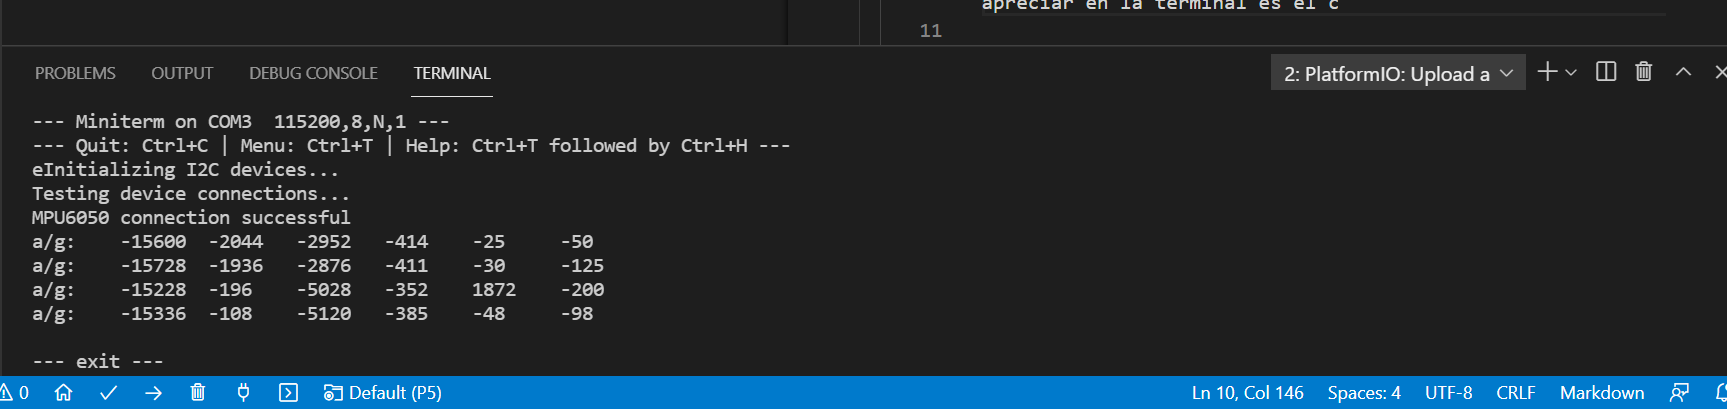 apreciar en la terminal es el c
11
PROBLEMS OUTPUT DEBUG CONSOLE TERMINAL 2: PlatformIO: Upload a
--- Miniterm on COM3  115200,8,N,1 ---
--- Quit: Ctrl+C | Menu: Ctrl+T | Help: Ctrl+T followed by Ctrl+H ---
eInitializing I2C devices...
Testing device connections...
MPU6050 connection successful
a/g:    -15600  -2044   -2952   -414    -25     -50
a/g:    -15728  -1936   -2876   -411    -30     -125
a/g:    -15228  -196    -5028   -352    1872    -200
a/g:    -15336  -108    -5120   -385    -48     -98
--- exit ---
0 Default (P5) Ln 10, Col 146 Spaces: 4 UTF-8 CRLF Markdown